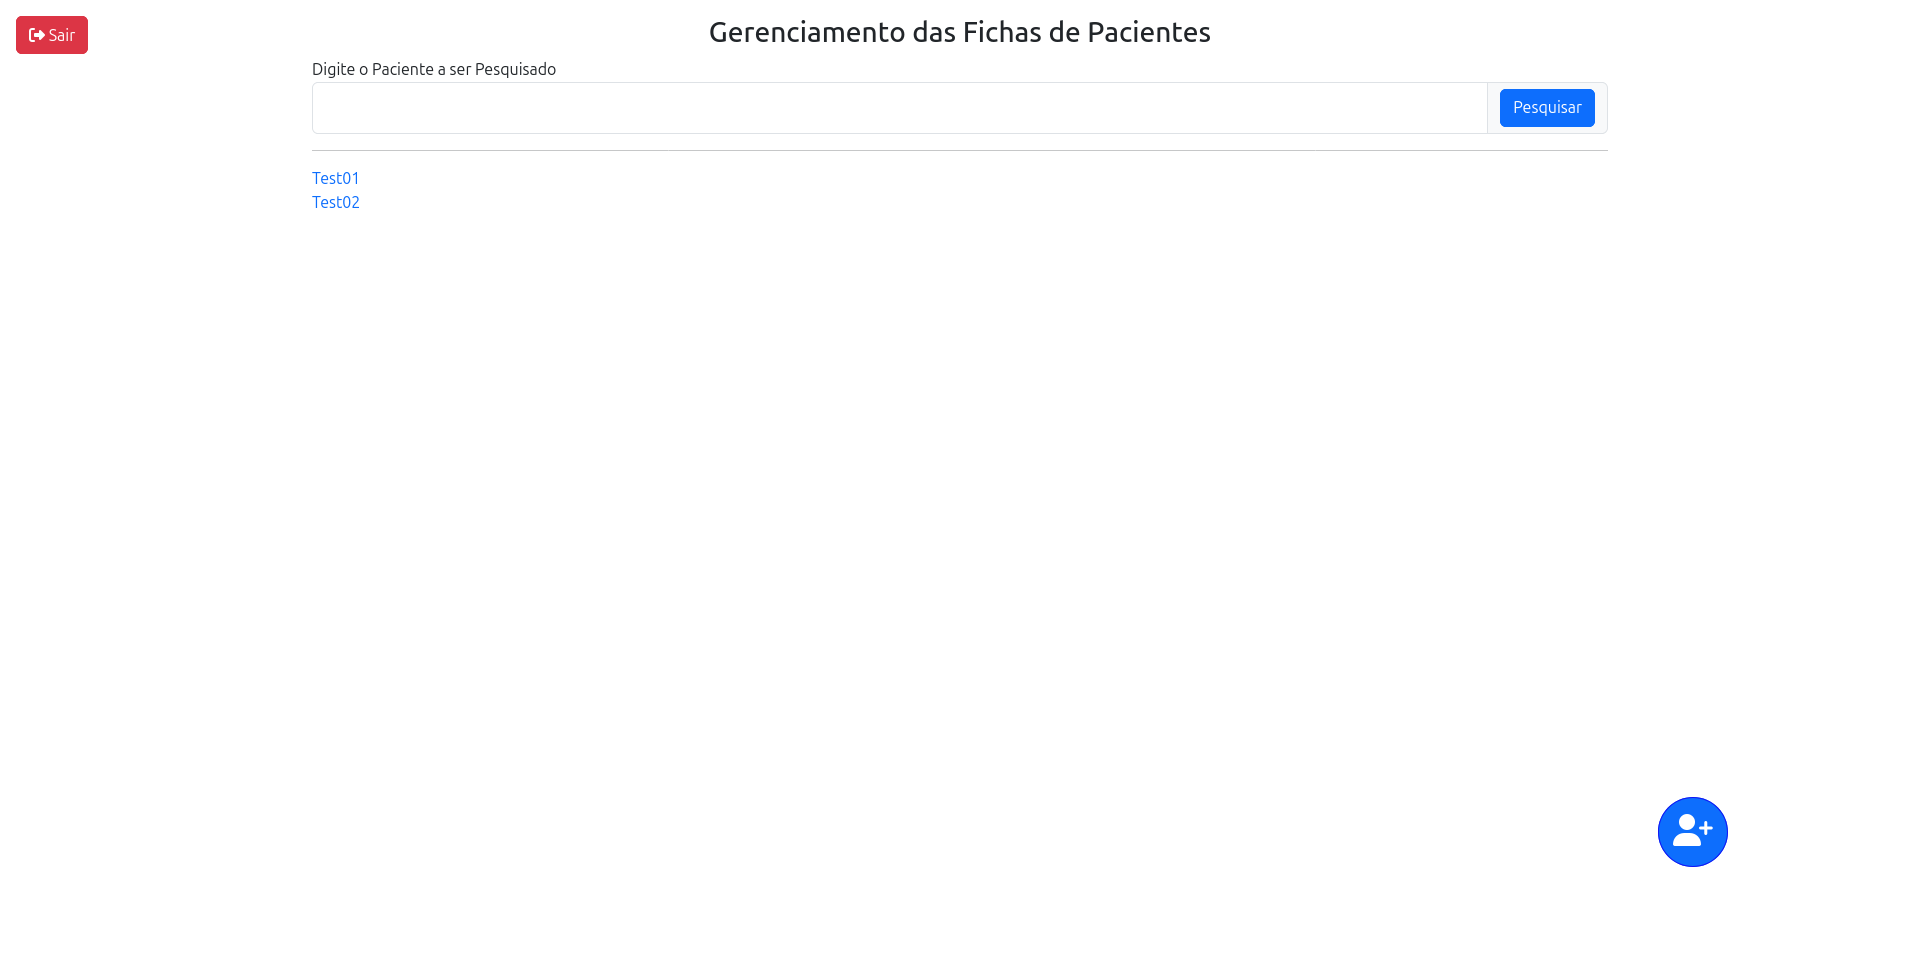 Sair
Gerenciamento das Fichas de Pacientes
Digite o Paciente a ser Pesquisado
Pesquisar
Test01
Test02